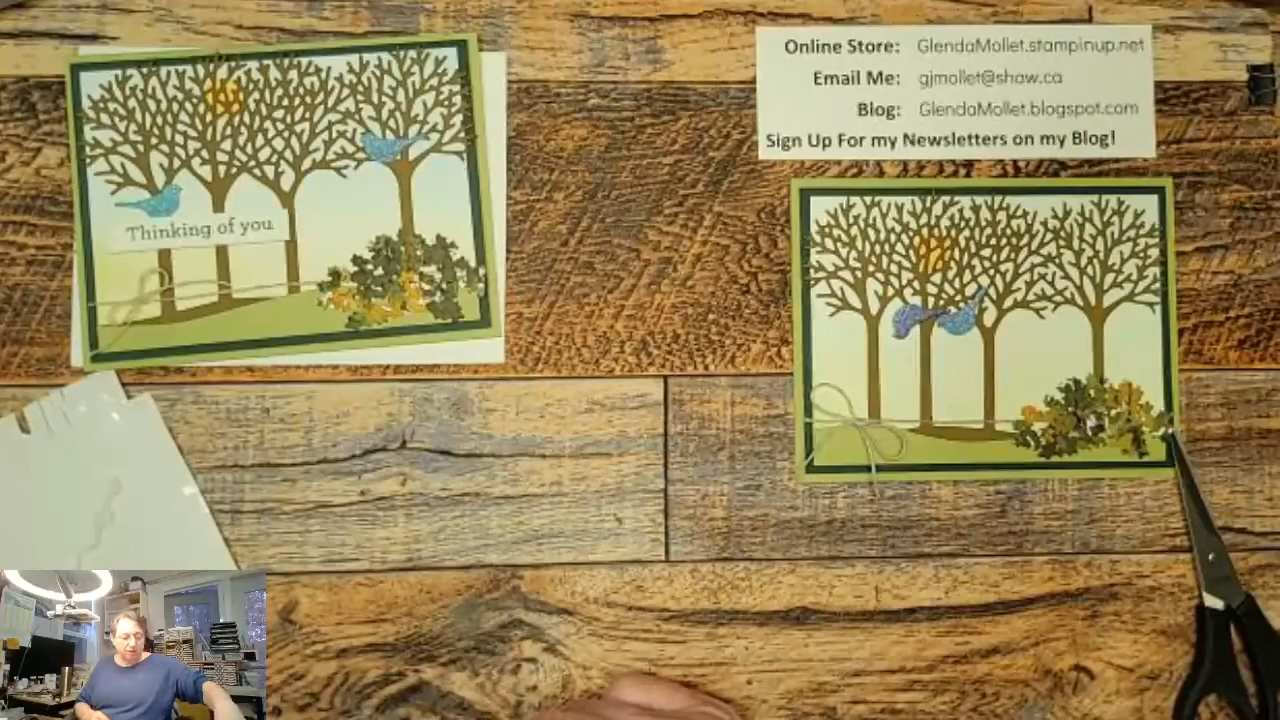 Online Store: GlendaMollet.stampinup.net
Email Me: gjmollet@shaw.ca
Blog: GlendaMollet.blogspot.com
Sign Up For my Newsletters on my Blog!
Thinking of you